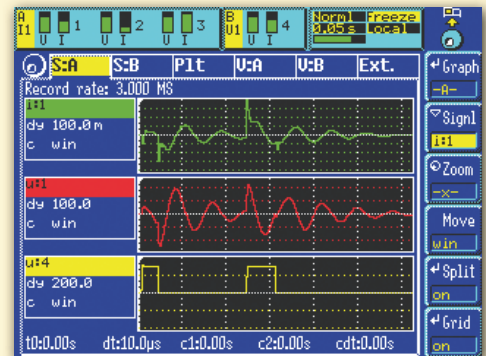 A I1 U I 1 U I 2 U I 3 B U1 U I 4 Norml Freeze
0.05 s Local
S:A S:B Plt U:A U:B Ext.
Record rate: 3.000 MS
i:1
dy 100.0m
c win
u:1
dy 100.0
c win
u:4
dy 200.0
c win
t0:0.00s dt:10.0µs c1:0.00s c2:0.00s cdt:0.0s
Graph
-A-
Signl
i:1
Zoom
-x-
Move
win
Split
on
Grid
on